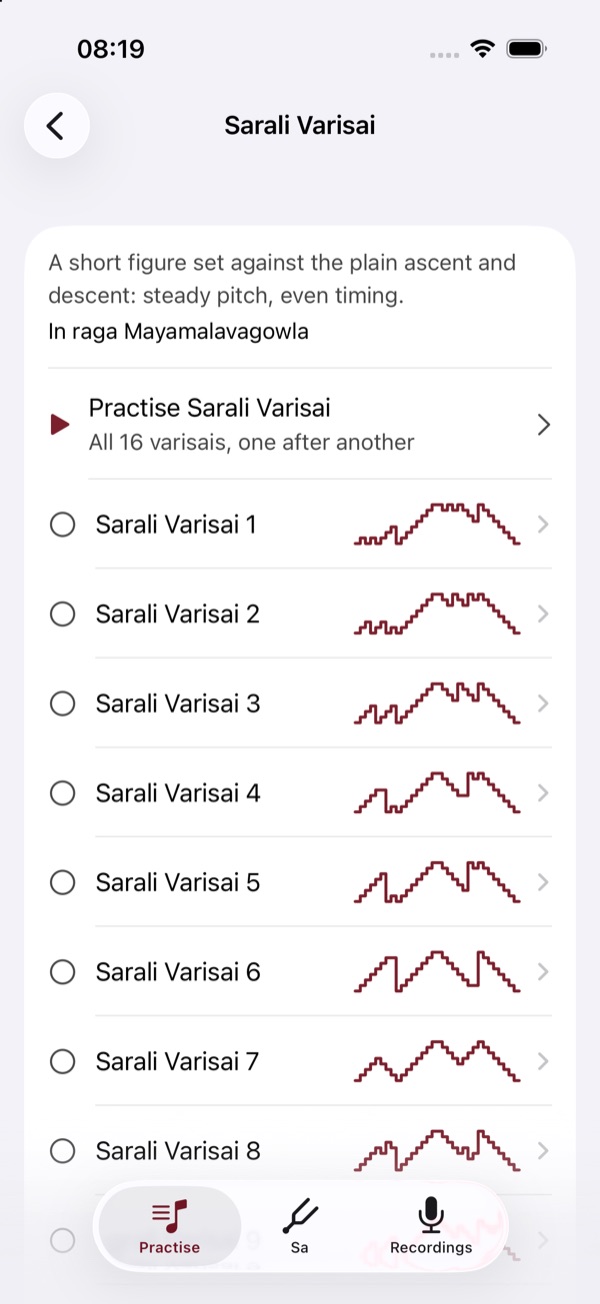 08:19
Sarali Varisai
A short figure set against the plain ascent and
descent: steady pitch, even timing.
In raga Mayamalavagowla
Practise Sarali Varisai
All 16 varisais, one after another
Sarali Varisai 1
Sarali Varisai 2
Sarali Varisai 3
Sarali Varisai 4
Sarali Varisai 5
Sarali Varisai 6
Sarali Varisai 7
Sarali Varisai 8
Practise
Sa
Recordings